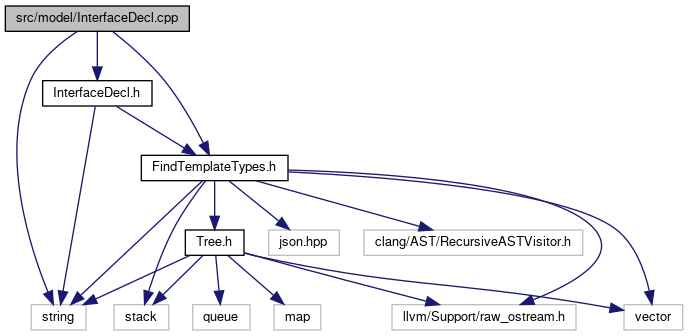 src/model/InterfaceDecl.cpp
InterfaceDecl.h
FindTemplateTypes.h
Tree.h
json.hpp
clang/AST/RecursiveASTVisitor.h
string
stack
queue
map
llvm/Support/raw_ostream.h
vector